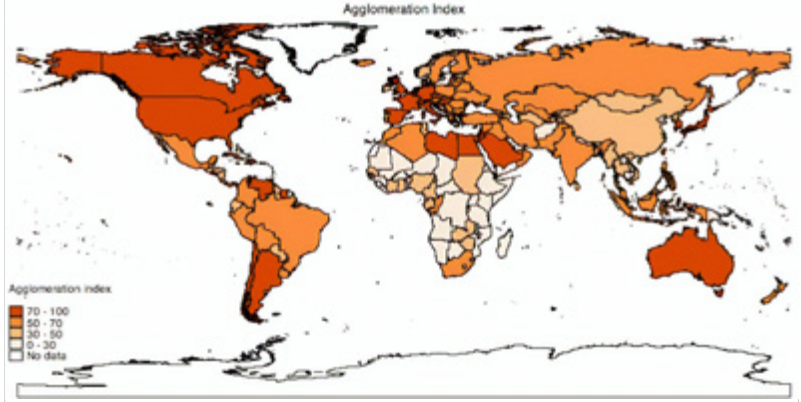 Agglomeration Index
Agglomeration index
70 - 100
50 - 70
30 - 50
0 - 30
No data